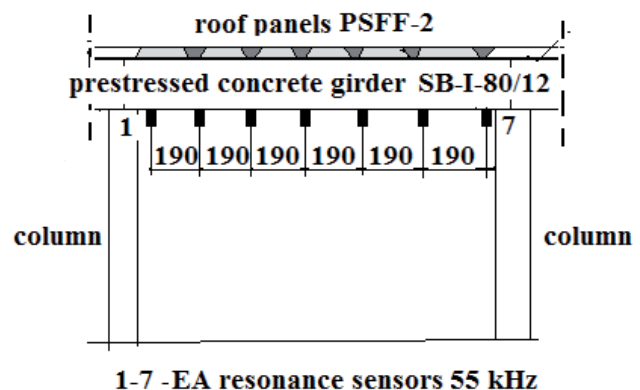 roof panels PSFF-2
prestressed concrete girder SB-I-80/12
1 7
190 190 190 190 190 190
column column
1-7 -EA resonance sensors 55 kHz